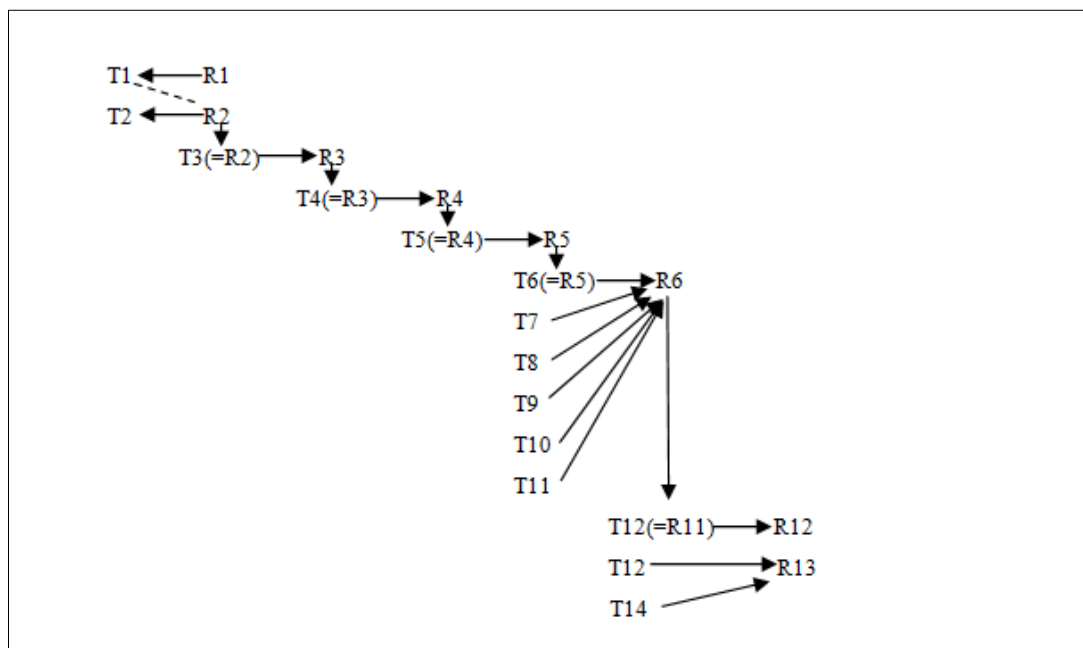 T1 R1
T2 R2
T3(=R2) R3
T4(=R3) R4
T5(=R4) R5
T6(=R5) R6
T7
T8
T9
T10
T11
T12(=R11) R12
T12 R13
T14